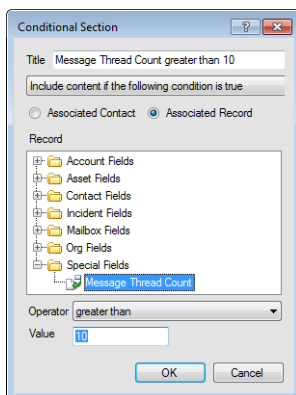 Conditional Section
Title Message Thread Count greater than 10
Include content if the following condition is true
Associated Contact Associated Record
Record
Account Fields
Asset Fields
Contact Fields
Incident Fields
Mailbox Fields
Org Fields
Special Fields
Message Thread Count
Operator greater than
Value 10
OK Cancel